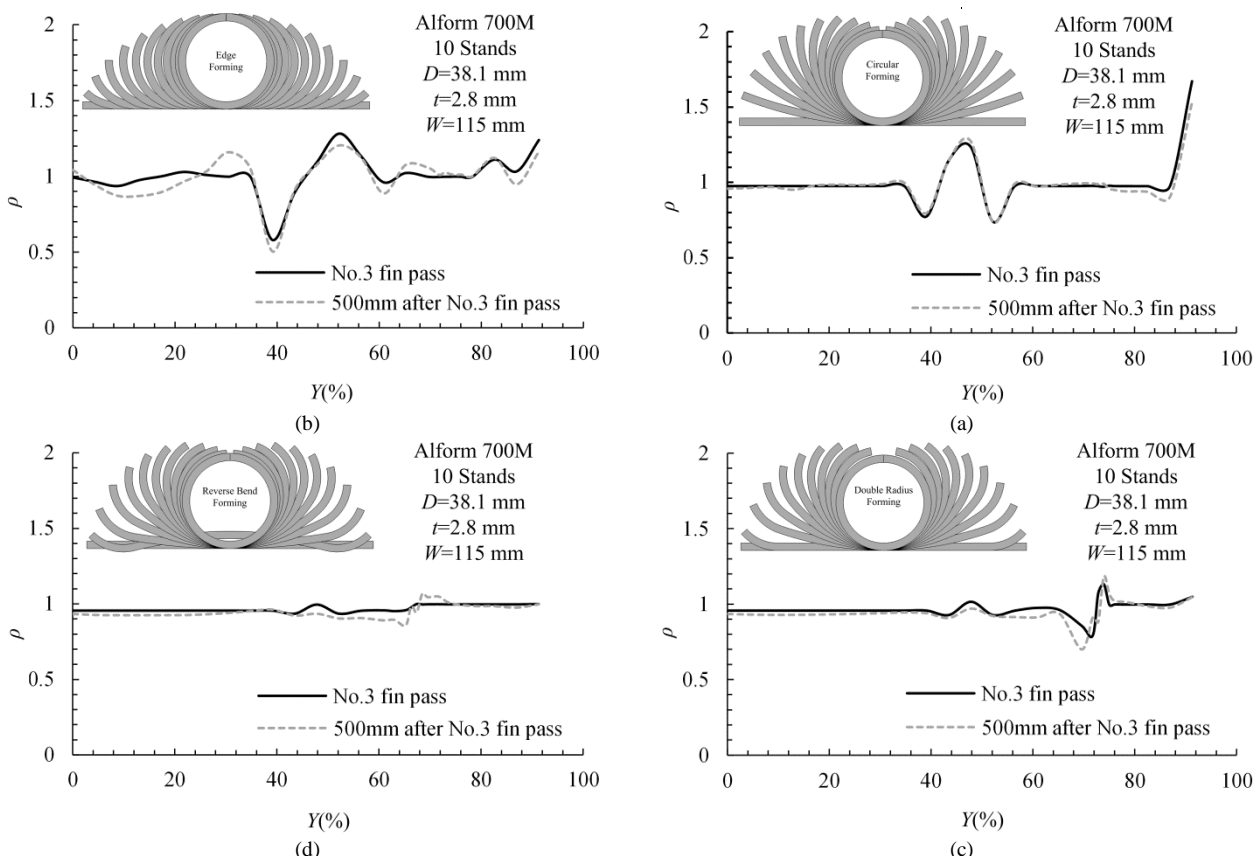 2
1.5
1
0.5
0
0
20
40
60
80
100
ρ
Y(%)
Edge
Forming
Alform 700M
10 Stands
D=38.1 mm
t=2.8 mm
W=115 mm
No.3 fin pass
500mm after No.3 fin pass
(b)
2
1.5
1
0.5
0
0
20
40
60
80
100
ρ
Y(%)
Circular
Forming
Alform 700M
10 Stands
D=38.1 mm
t=2.8 mm
W=115 mm
No.3 fin pass
500mm after No.3 fin pass
(a)
2
1.5
1
0.5
0
0
20
40
60
80
100
ρ
Y(%)
Reverse Bend
Forming
Alform 700M
10 Stands
D=38.1 mm
t=2.8 mm
W=115 mm
No.3 fin pass
500mm after No.3 fin pass
(d)
2
1.5
1
0.5
0
0
20
40
60
80
100
ρ
Y(%)
Double Radius
Forming
Alform 700M
10 Stands
D=38.1 mm
t=2.8 mm
W=115 mm
No.3 fin pass
500mm after No.3 fin pass
(c)